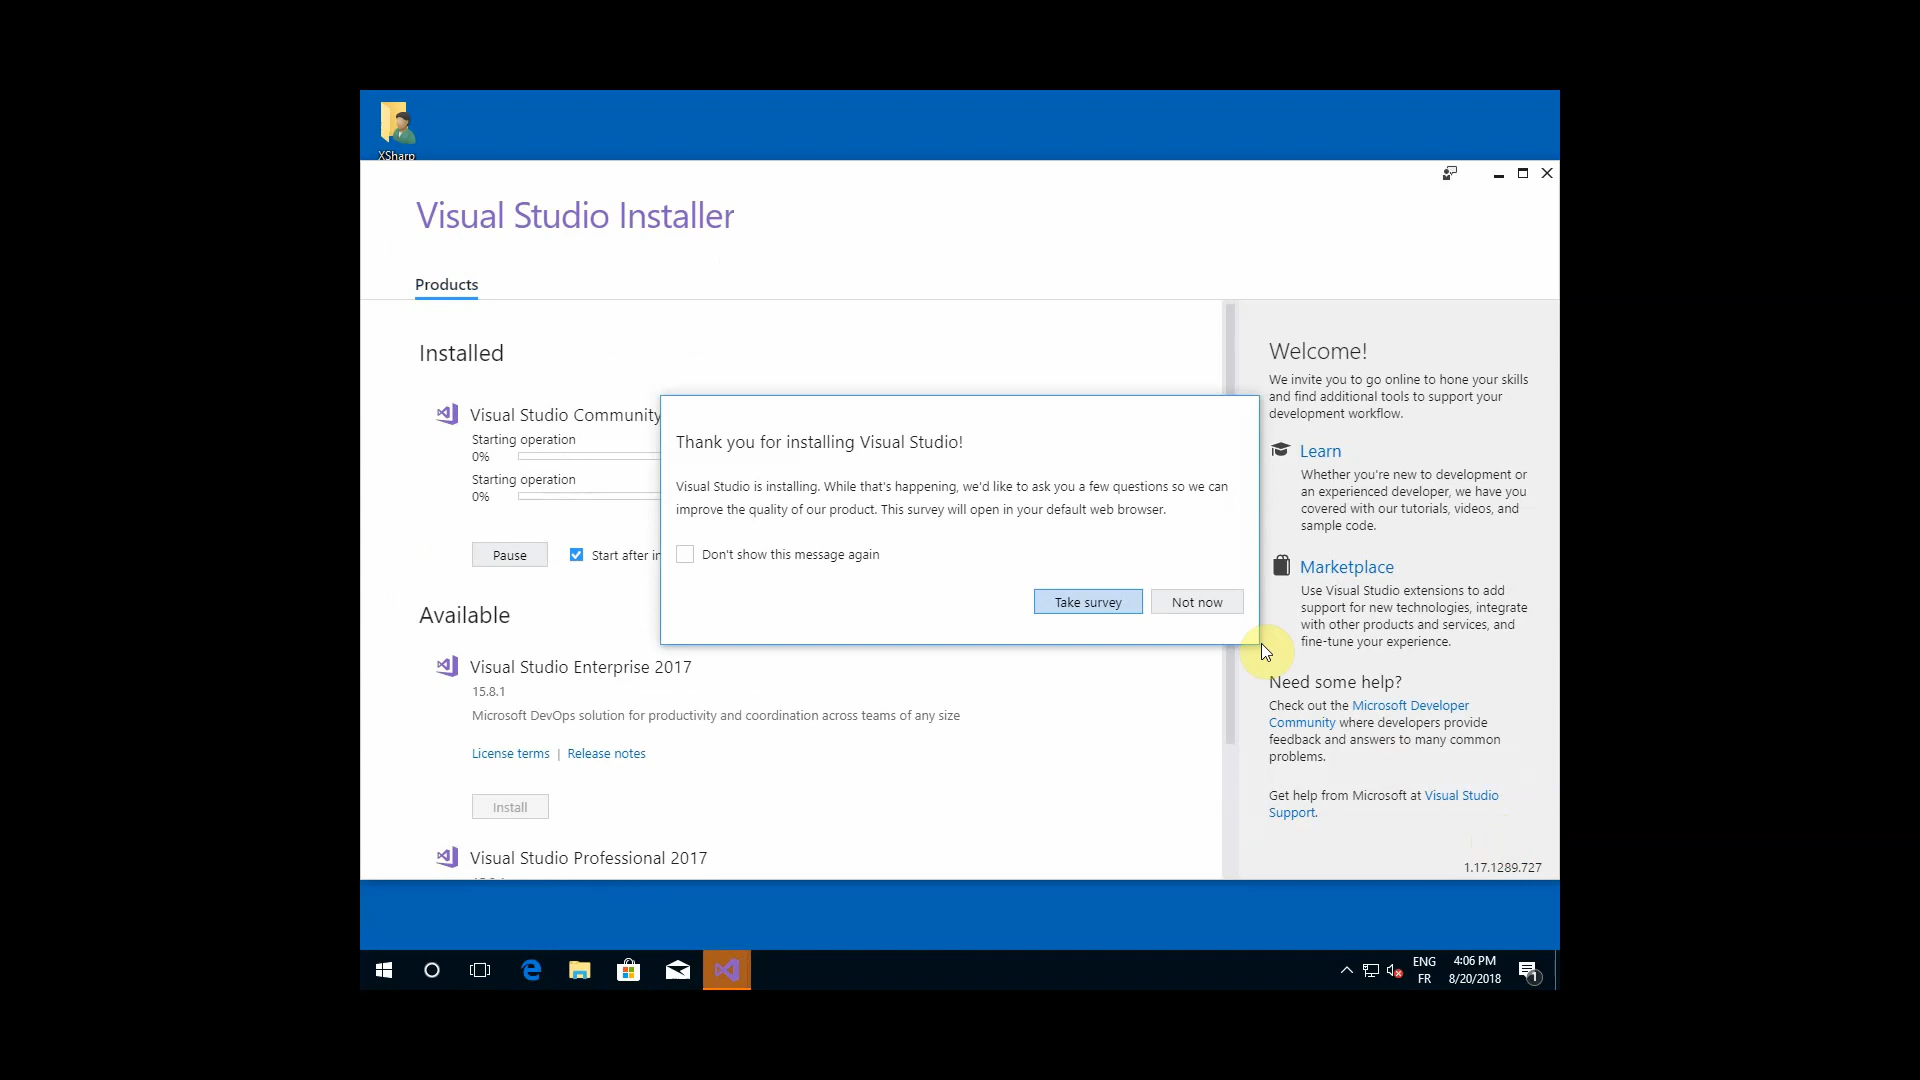 XSharp
Visual Studio Installer
Products
Installed
Visual Studio Community
Starting operation
0%
Starting operation
0%
Pause
Start after in
Available
Visual Studio Enterprise 2017
15.8.1
Microsoft DevOps solution for productivity and coordination across teams of any size
License terms | Release notes
Install
Visual Studio Professional 2017
Thank you for installing Visual Studio!
Visual Studio is installing. While that's happening, we'd like to ask you a few questions so we can
improve the quality of our product. This survey will open in your default web browser.
Don't show this message again
Take survey
Not now
Welcome!
We invite you to go online to hone your skills
and find additional tools to support your
development workflow.
Learn
Whether you're new to development or
an experienced developer, we have you
covered with our tutorials, videos, and
sample code.
Marketplace
Use Visual Studio extensions to add
support for new technologies, integrate
with other products and services, and
fine-tune your experience.
Need some help?
Check out the Microsoft Developer
Community where developers provide
feedback and answers to many common
problems.
Get help from Microsoft at Visual Studio
Support.
1.17.1289.727
ENG
FR
4:06 PM
8/20/2018
1